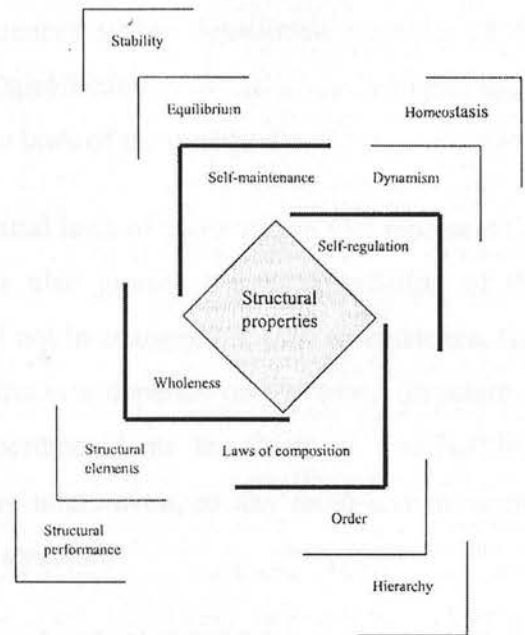 Stability
Equilibrium
Homeostasis
Self-maintenance
Dynamism
Self-regulation
Structural
properties
Wholeness
Structural
elements
Laws of composition
Structural
performance
Order
Hierarchy